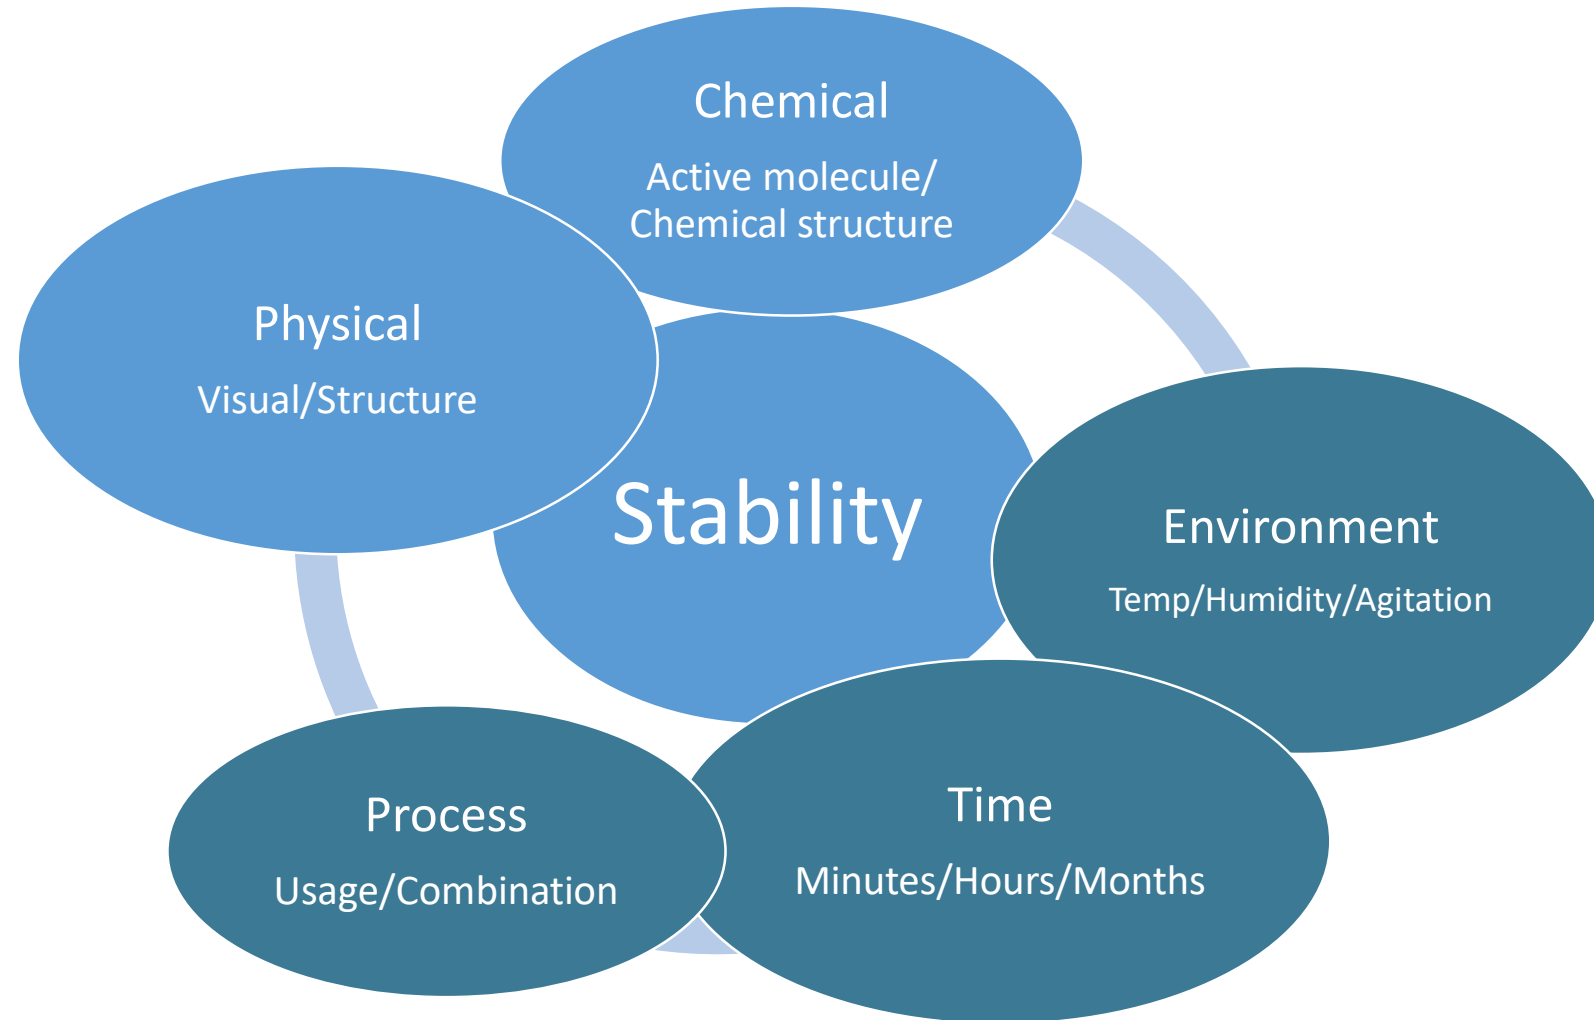 Chemical
Active molecule/
Chemical structure
Physical
Visual/Structure
Stability
Environment
Temp/Humidity/Agitation
Time
Minutes/Hours/Months
Process
Usage/Combination